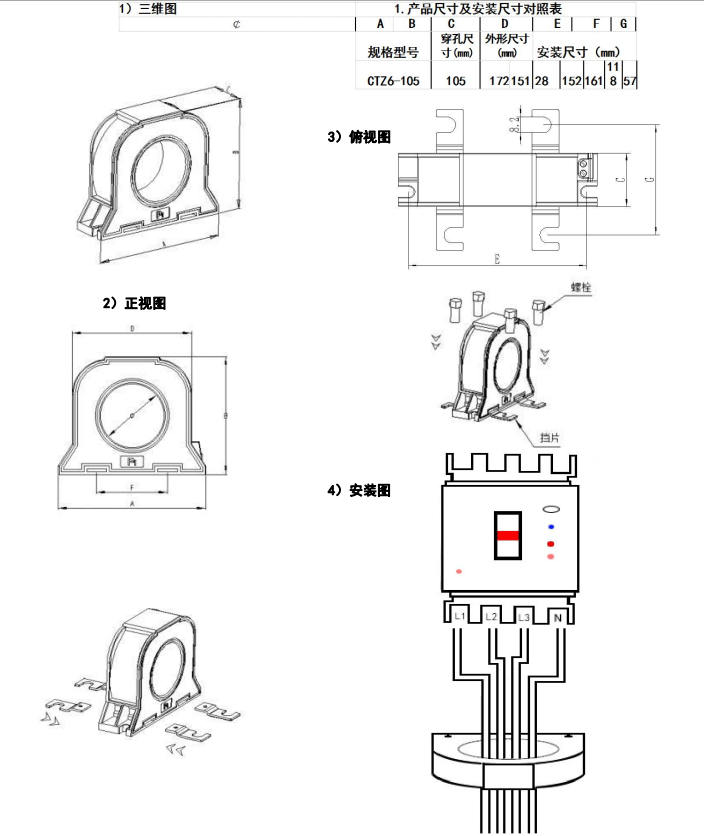 1）三维图
1.产品尺寸及安装尺寸对照表
₵
A B C D E F G
规格型号
穿孔尺寸(mm)
外形尺寸(mm)
安装尺寸（mm）
CTZ6-105 105 172 151 28 152 161 118 57
C
B
A
3）俯视图
8.2
C
G
E
2）正视图
D
B
F
A
螺栓
挡片
4）安装图
L1 L2 L3 N